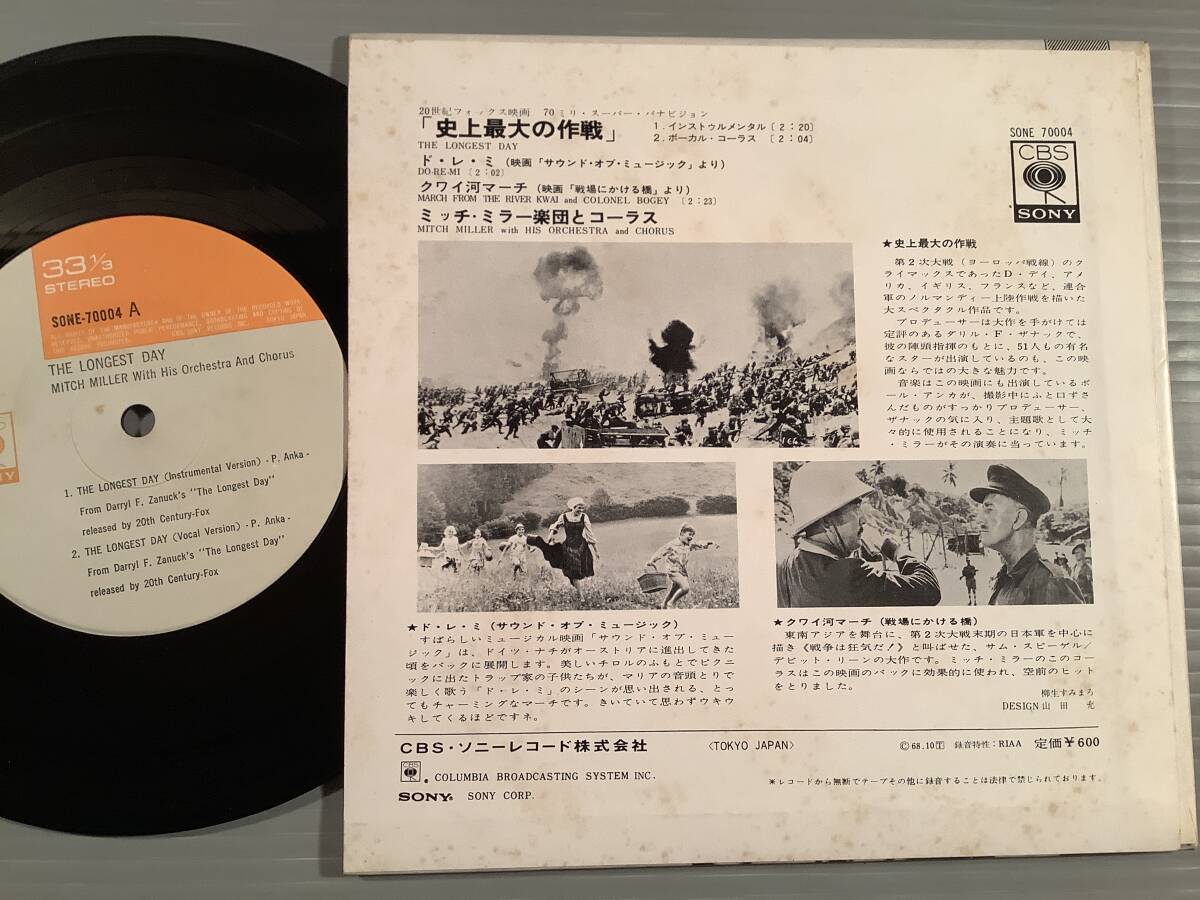 33 1/3
STEREO
SONE-70004 A
THE LONGEST DAY
MITCH MILLER With His Orchestra And Chorus
NY
1. THE LONGEST DAY (Instrumental Version) - P. Anka -
From Darryl F. Zanuck's "The Longest Day"
released by 20th Century-Fox
2. THE LONGEST DAY (Vocal Version) - P. Anka -
From Darryl F. Zanuck's "The Longest Day"
released by 20th Century-Fox
20世紀フォックス映画 70ミリ・スーパー・パナビジョン
「史上最大の作戦」 1. インストゥルメンタル〔2:20〕
2. ボーカル・コーラス 〔2:04〕
THE LONGEST DAY
ド・レ・ミ (映画「サウンド・オブ・ミュージック」より)
DO-RE-MI 〔2:02〕
クワイ河マーチ (映画「戦場にかける橋」より)
MARCH FROM THE RIVER KWAI and COLONEL BOGEY 〔2:23〕
ミッチ・ミラー楽団とコーラス
MITCH MILLER with HIS ORCHESTRA and CHORUS
SONE 70004
CBS
SONY
★史上最大の作戦
第2次大戦(ヨーロッパ戦線)のク
ライマックスであったD・デイ、アメ
リカ、イギリス、フランスなど、連合
軍のノルマンディー上陸作戦を描いた
大スペクタクル作品です。
プロデューサーは大作を手がけては
定評のあるダリル・F・ザナックで、
彼の陣頭指揮のもとに、51人もの有名
なスターが出演しているのも、この映
画ならではの大きな魅力です。
音楽はこの映画にも出演しているポ
ール・アンカが、撮影中にふと口ずさ
んだものがすっかりプロデューサー、
ザナックの気に入り、主題歌として大
々的に使用されることになり、ミッチ
・ミラーがその演奏に当っています。
★ド・レ・ミ(サウンド・オブ・ミュージック)
すばらしいミュージカル映画「サウンド・オブ・ミュー
ジック」は、ドイツ・ナチがオーストリアに進出してきた
頃をバックに展開します。美しいチロルのふもとでピクニ
ックに出たトラップ家の子供たちが、マリアの音頭とりで
楽しく歌う「ド・レ・ミ」のシーンが思い出される、とっ
てもチャーミングなマーチです。きいていて思わずウキウ
キしてくるほどですネ。
★クワイ河マーチ(戦場にかける橋)
東南アジアを舞台に、第2次大戦末期の日本軍を中心に
描き《戦争は狂気だ!》と叫ばせた、サム・スピーゲル/
デビット・リーンの大作です。ミッチ・ミラーのこのコー
ラスはこの映画のバックに効果的に使われ、空前のヒット
をとりました。
柳生すみまろ
DESIGN 山田 充
CBS・ソニーレコード株式会社 〈TOKYO JAPAN〉 Ⓒ68.10 録音特性:RIAA 定価¥600
CBS COLUMBIA BROADCASTING SYSTEM INC.
SONY. SONY CORP.
※レコードから無断でテープその他に録音することは法律で禁じられております。